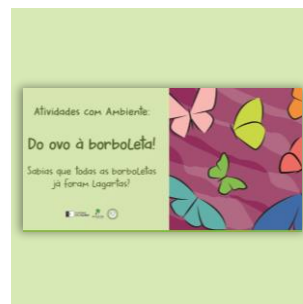 Atividades com Ambiente:
Do ovo à borboleta!
Sabias que todas as borboletas
já foram lagartas?